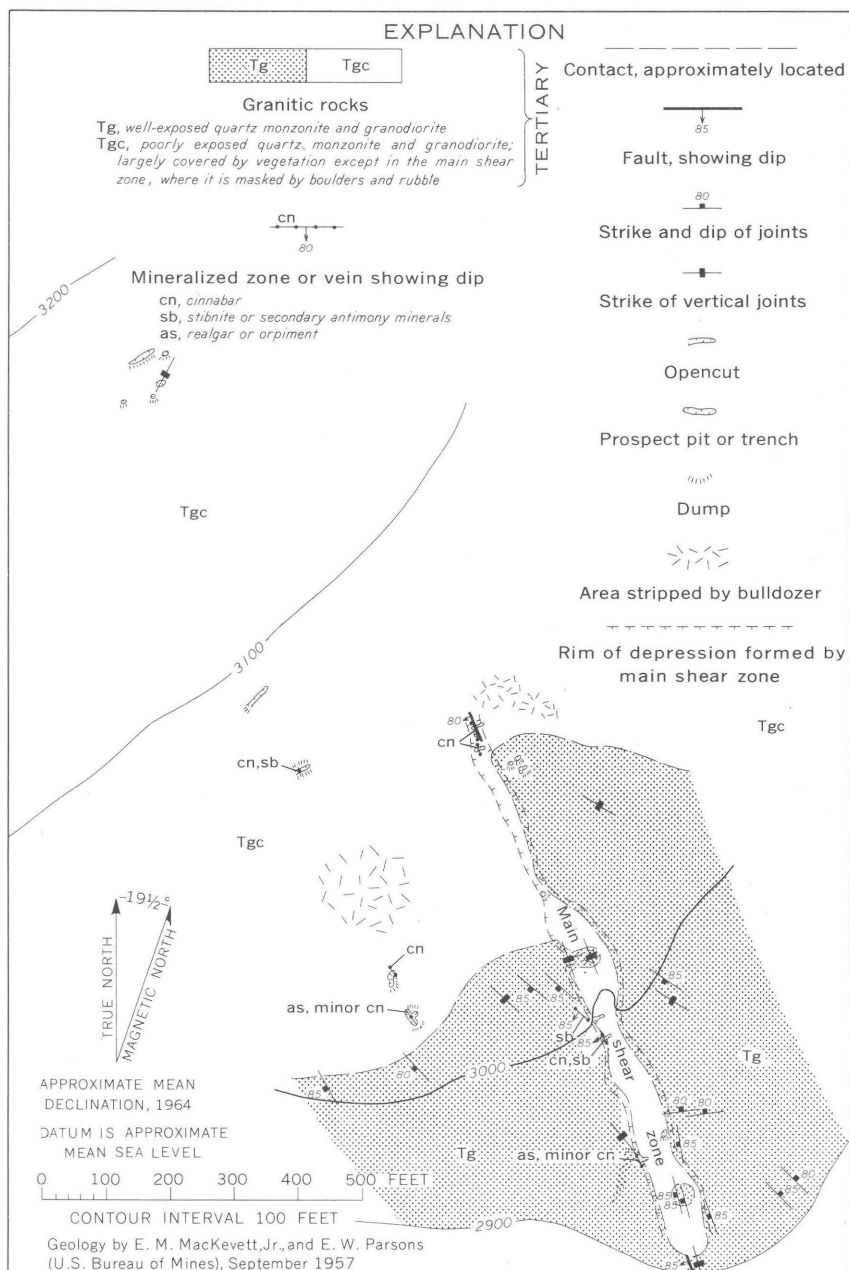 EXPLANATION
Tg
Tgc
Granitic rocks
Tg, well-exposed quartz monzonite and granodiorite
Tgc, poorly exposed quartz monzonite and granodiorite;
largely covered by vegetation except in the main shear
zone, where it is masked by boulders and rubble
TERTIARY
cn
80
Mineralized zone or vein showing dip
cn, cinnabar
sb, stibnite or secondary antimony minerals
as, realgar or orpiment
Contact, approximately located
85
Fault, showing dip
80
Strike and dip of joints
Strike of vertical joints
Opencut
Prospect pit or trench
Dump
Area stripped by bulldozer
Rim of depression formed by
main shear zone
3200
Tgc
3100
Tgc
80
cn
cn,sb
Tgc
Main
shear
zone
cn
as, minor cn
85
85
85
85
85
sb
85
cn,sb
3000
80
85
Tg
Tg
80
80
85
as, minor cn
80
85
85
85
85
2900
85
19½°
TRUE NORTH
MAGNETIC NORTH
APPROXIMATE MEAN
DECLINATION, 1964
DATUM IS APPROXIMATE
MEAN SEA LEVEL
0 100 200 300 400 500 FEET
CONTOUR INTERVAL 100 FEET
Geology by E. M. MacKevett, Jr., and E. W. Parsons
(U.S. Bureau of Mines), September 1957